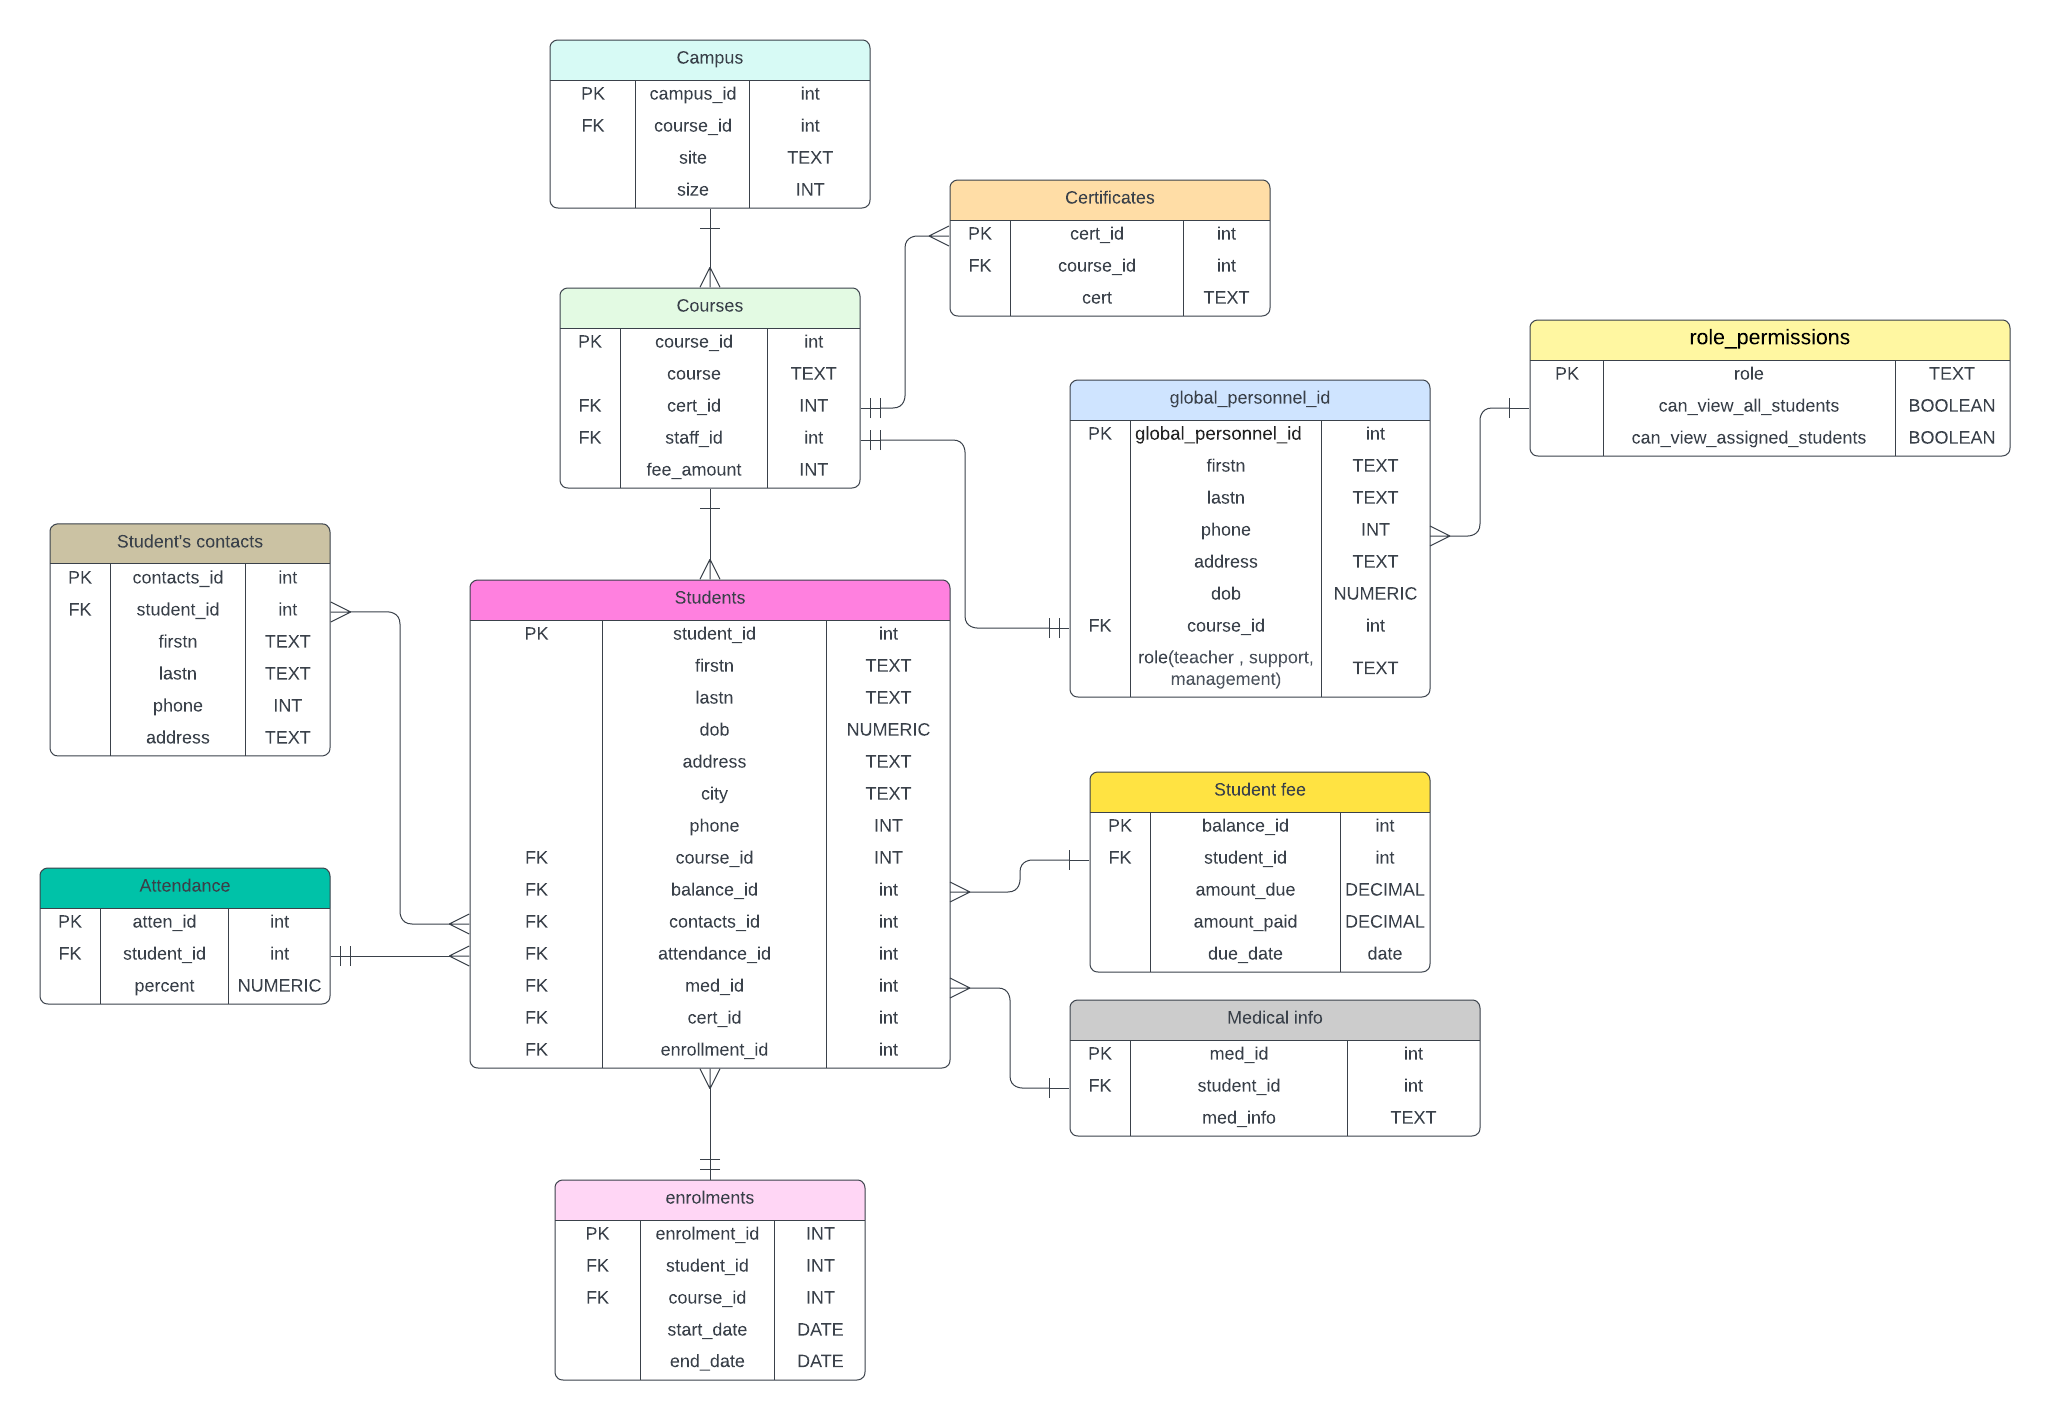 Campus
PK campus_id int
FK course_id int
site TEXT
size INT
Certificates
PK cert_id int
FK course_id int
cert TEXT
Courses
PK course_id int
course TEXT
FK cert_id INT
FK staff_id int
fee_amount INT
role_permissions
PK role TEXT
can_view_all_students BOOLEAN
can_view_assigned_students BOOLEAN
global_personnel_id
PK global_personnel_id int
firstn TEXT
lastn TEXT
phone INT
address TEXT
dob NUMERIC
FK course_id int
role(teacher , support,
management) TEXT
Student's contacts
PK contacts_id int
FK student_id int
firstn TEXT
lastn TEXT
phone INT
address TEXT
Students
PK student_id int
firstn TEXT
lastn TEXT
dob NUMERIC
address TEXT
city TEXT
phone INT
FK course_id INT
FK balance_id int
FK contacts_id int
FK attendance_id int
FK med_id int
FK cert_id int
FK enrollment_id int
Student fee
PK balance_id int
FK student_id int
amount_due DECIMAL
amount_paid DECIMAL
due_date date
Attendance
PK atten_id int
FK student_id int
percent NUMERIC
Medical info
PK med_id int
FK student_id int
med_info TEXT
enrolments
PK enrolment_id INT
FK student_id INT
FK course_id INT
start_date DATE
end_date DATE